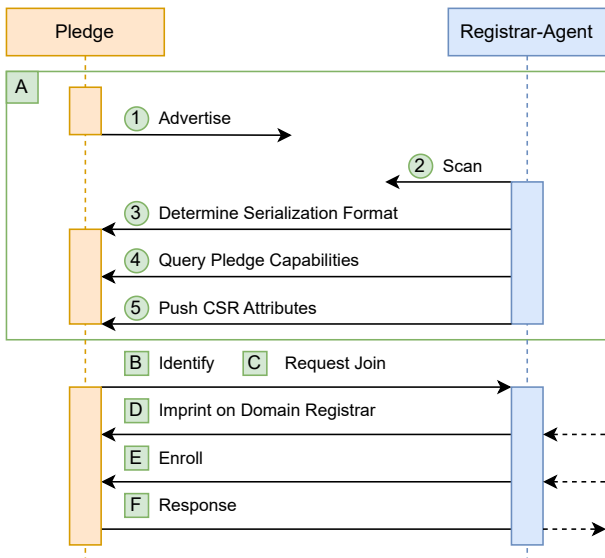 Pledge
Registrar-Agent
A
1 Advertise
2 Scan
3 Determine Serialization Format
4 Query Pledge Capabilities
5 Push CSR Attributes
B Identify C Request Join
D Imprint on Domain Registrar
E Enroll
F Response